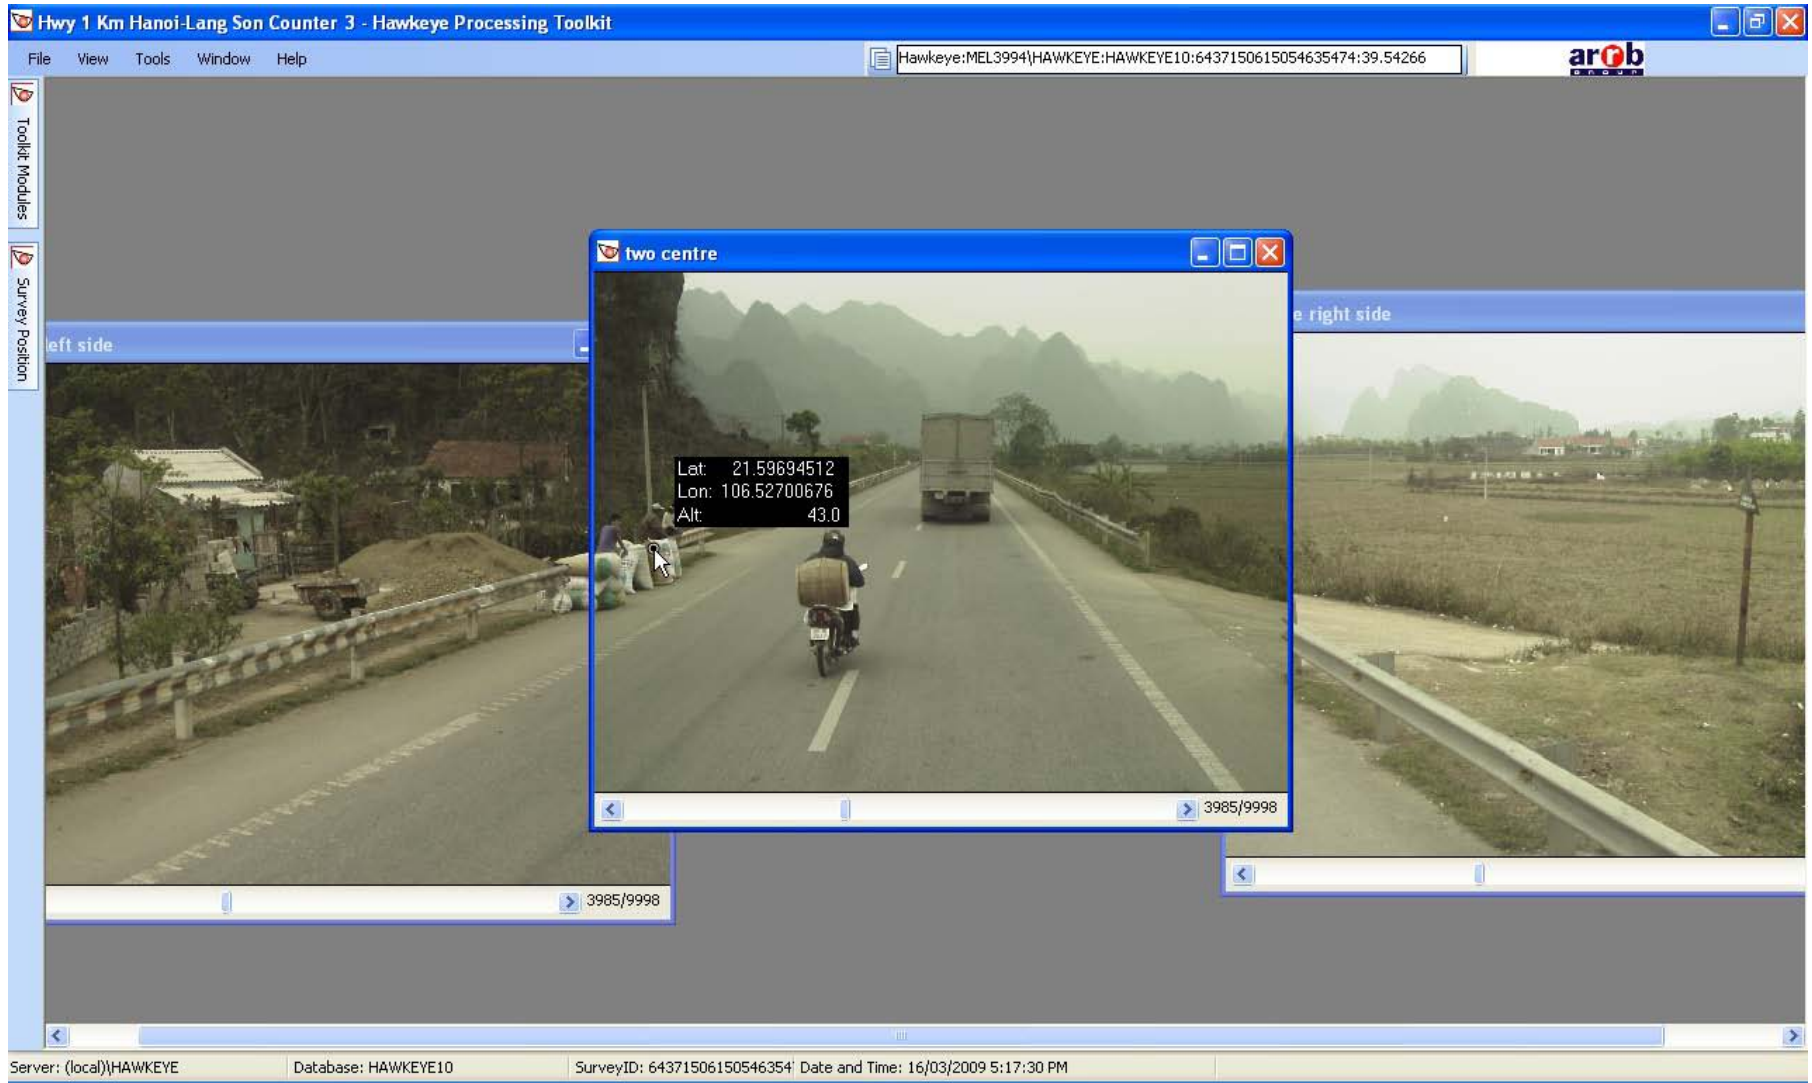 Hwy 1 Km Hanoi-Lang Son Counter 3 - Hawkeye Processing Toolkit
File View Tools Window Help
Hawkeye:MEL3994\HAWKEYE:HAWKEYE10:6437150615054635474:39.54266
arrb
GROUP
Toolkit Modules
Survey Position
two centre
e right side
left side
Lat: 21.59694512
Lon: 106.52700676
Alt: 43.0
3985/9998
3985/9998
Server: (local)\HAWKEYE Database: HAWKEYE10 SurveyID: 64371506150546354 Date and Time: 16/03/2009 5:17:30 PM